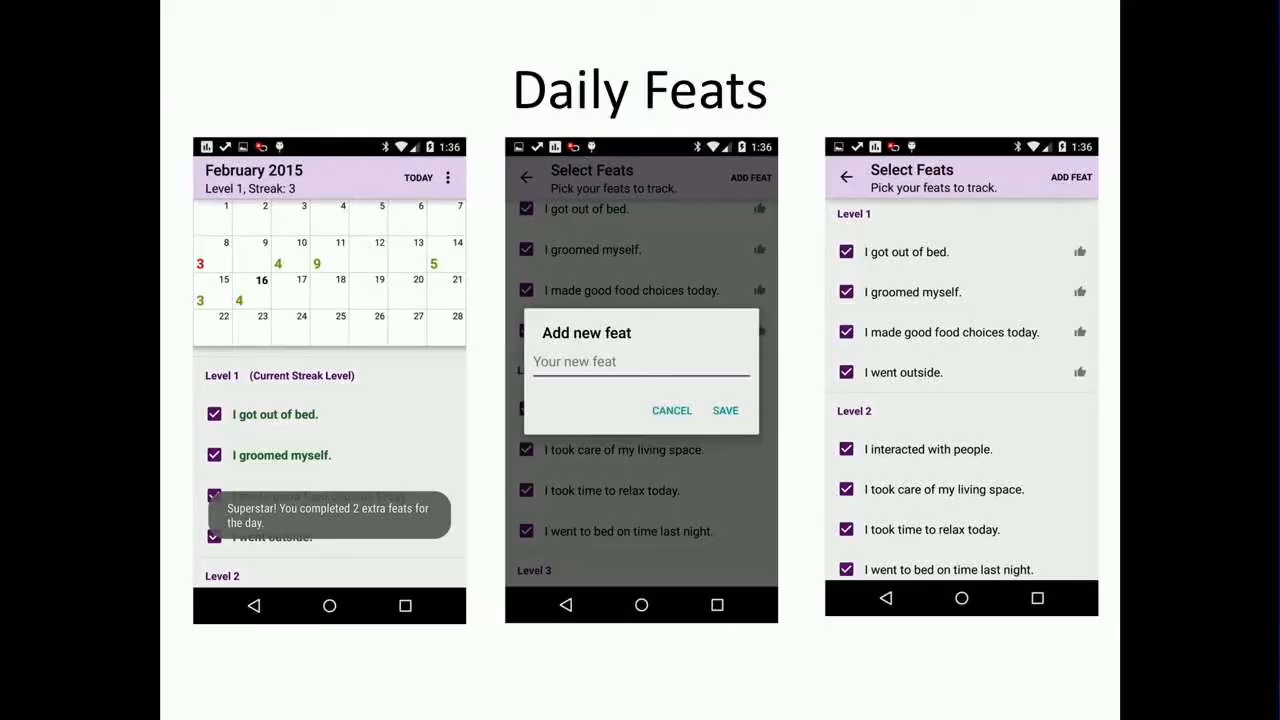 Daily Feats
1:36
February 2015
Level 1, Streak: 3
TODAY
1 2 3 4 5 6 7
8 9 10 11 12 13 14
3 4 9 5
15 16 17 18 19 20 21
3 4
22 23 24 25 26 27 28
Level 1 (Current Streak Level)
I got out of bed.
I groomed myself.
Superstar! You completed 2 extra feats for
the day.
I went outside.
Level 2
1:36
Select Feats
Pick your feats to track.
ADD FEAT
I got out of bed.
I groomed myself.
I made good food choices today.
Add new feat
Your new feat
CANCEL SAVE
I took care of my living space.
I took time to relax today.
I went to bed on time last night.
Level 3
1:36
Select Feats
Pick your feats to track.
ADD FEAT
Level 1
I got out of bed.
I groomed myself.
I made good food choices today.
I went outside.
Level 2
I interacted with people.
I took care of my living space.
I took time to relax today.
I went to bed on time last night.